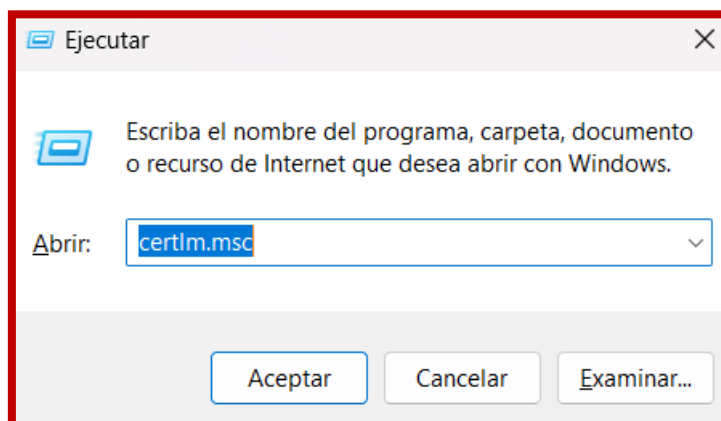 Ejecutar
Escriba el nombre del programa, carpeta, documento
o recurso de Internet que desea abrir con Windows.
Abrir:
certlm.msc
Aceptar
Cancelar
Examinar...